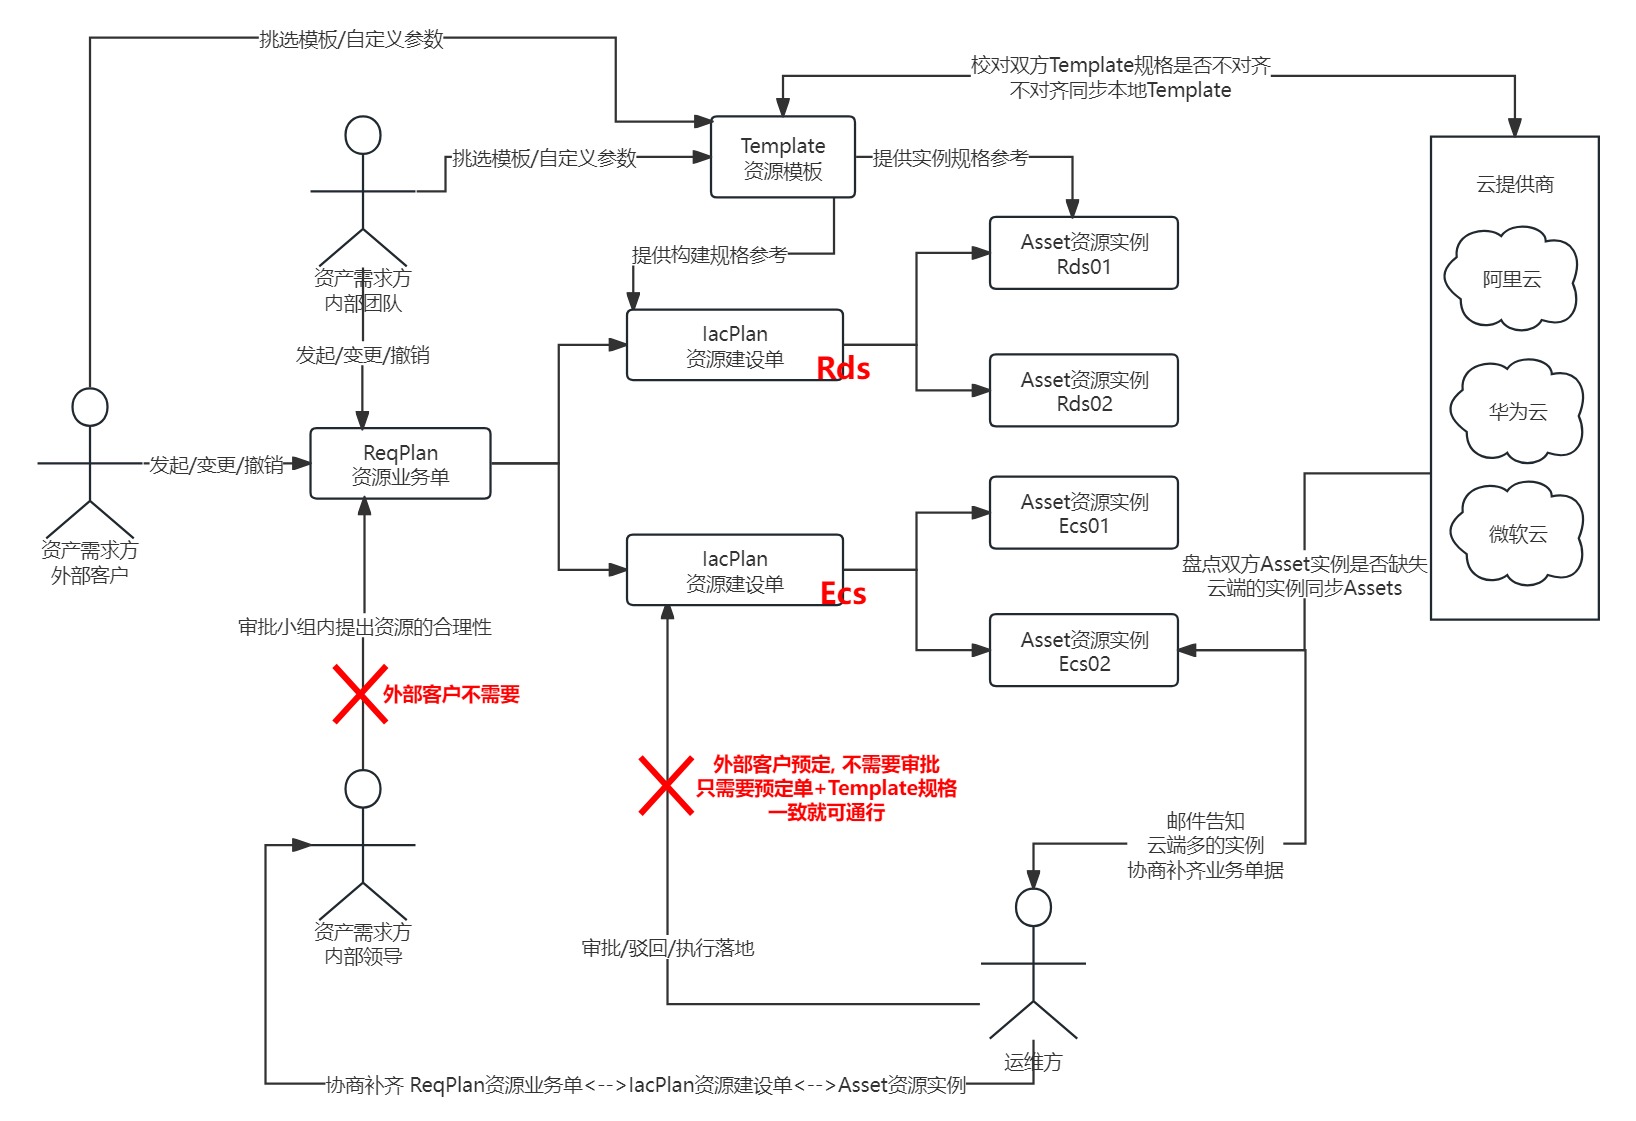 挑选模板/自定义参数
校对双方Template规格是否不对齐
不对齐同步本地Template
Template
资源模板
挑选模板/自定义参数
提供实例规格参考
云提供商
提供构建规格参考
Asset资源实例
Rds01
阿里云
资产需求方
内部团队
IacPlan
资源建设单
Rds
发起/变更/撤销
Asset资源实例
Rds02
华为云
ReqPlan
资源业务单
发起/变更/撤销
Asset资源实例
Ecs01
微软云
资产需求方
外部客户
IacPlan
资源建设单
Ecs
盘点双方Asset实例是否缺失
云端的实例同步Assets
审批小组内提出资源的合理性
Asset资源实例
Ecs02
外部客户不需要
外部客户预定, 不需要审批
只需要预定单+Template规格
一致就可通行
邮件告知
云端多的实例
协商补齐业务单据
资产需求方
内部领导
审批/驳回/执行落地
运维方
协商补齐 ReqPlan资源业务单<-->IacPlan资源建设单<-->Asset资源实例